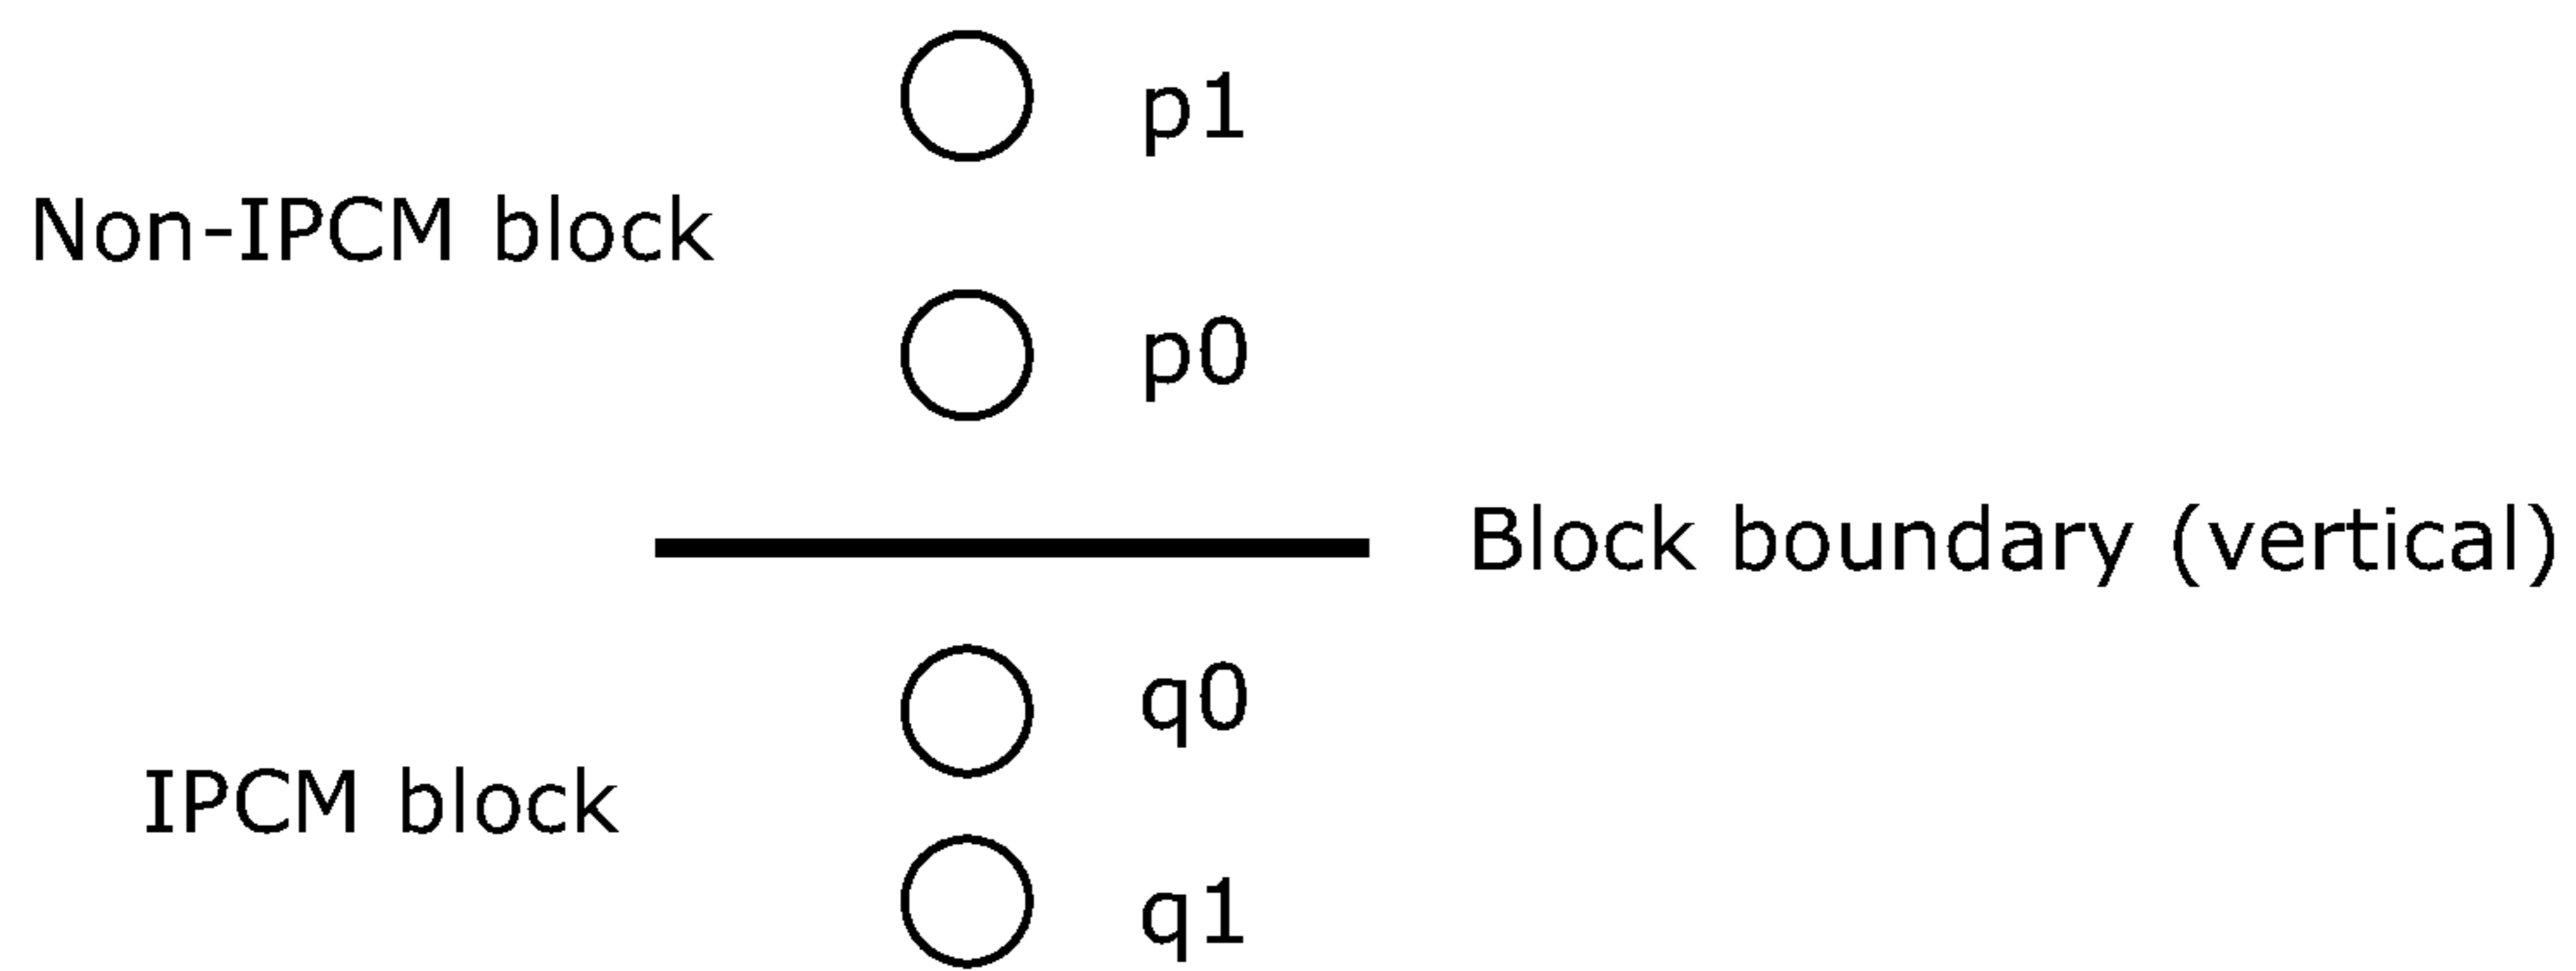 p1
Non-IPCM block
p0
Block boundary (vertical)
q0
IPCM block
q1